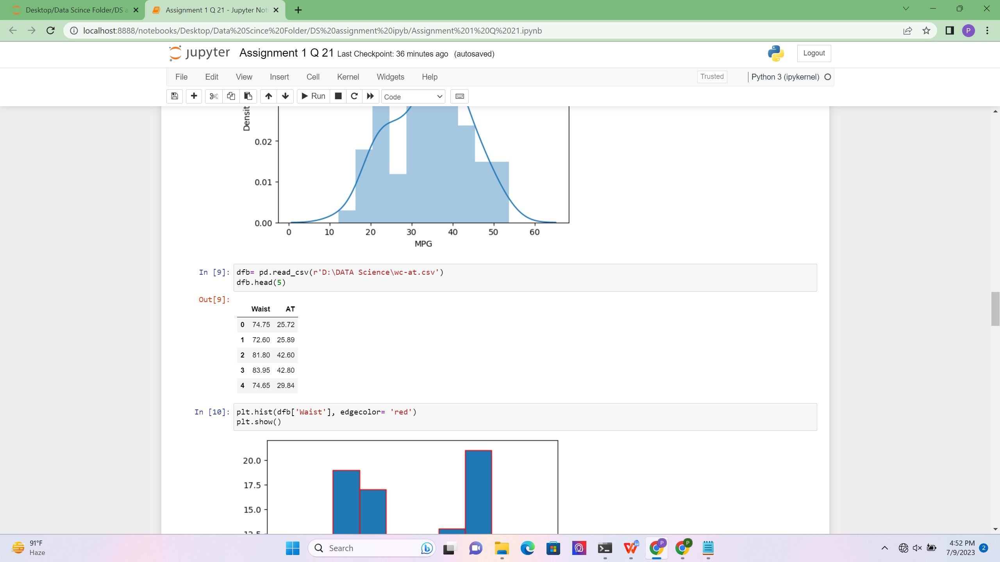 Desktop/Data Scince Folder/DS a
Assignment 1 Q 21 - Jupyter Not
localhost:8888/notebooks/Desktop/Data%20Scince%20Folder/DS%20assignment%20ipyb/Assignment%201%20Q%2021.ipynb
P
jupyter Assignment 1 Q 21 Last Checkpoint: 36 minutes ago (autosaved)
Logout
File Edit View Insert Cell Kernel Widgets Help
Trusted
Python 3 (ipykernel)
Run
Code
Densit
0.02
0.01
0.00
0 10 20 30 40 50 60
MPG
In [9]: dfb= pd.read_csv(r'D:\DATA Science\wc-at.csv')
dfb.head(5)
Out[9]:
Waist AT
0 74.75 25.72
1 72.60 25.89
2 81.80 42.60
3 83.95 42.80
4 74.65 29.84
In [10]: plt.hist(dfb['Waist'], edgecolor= 'red')
plt.show()
20.0
17.5
15.0
12.5
91°F
Haze
Search
P
P
4:52 PM
7/9/2023
2